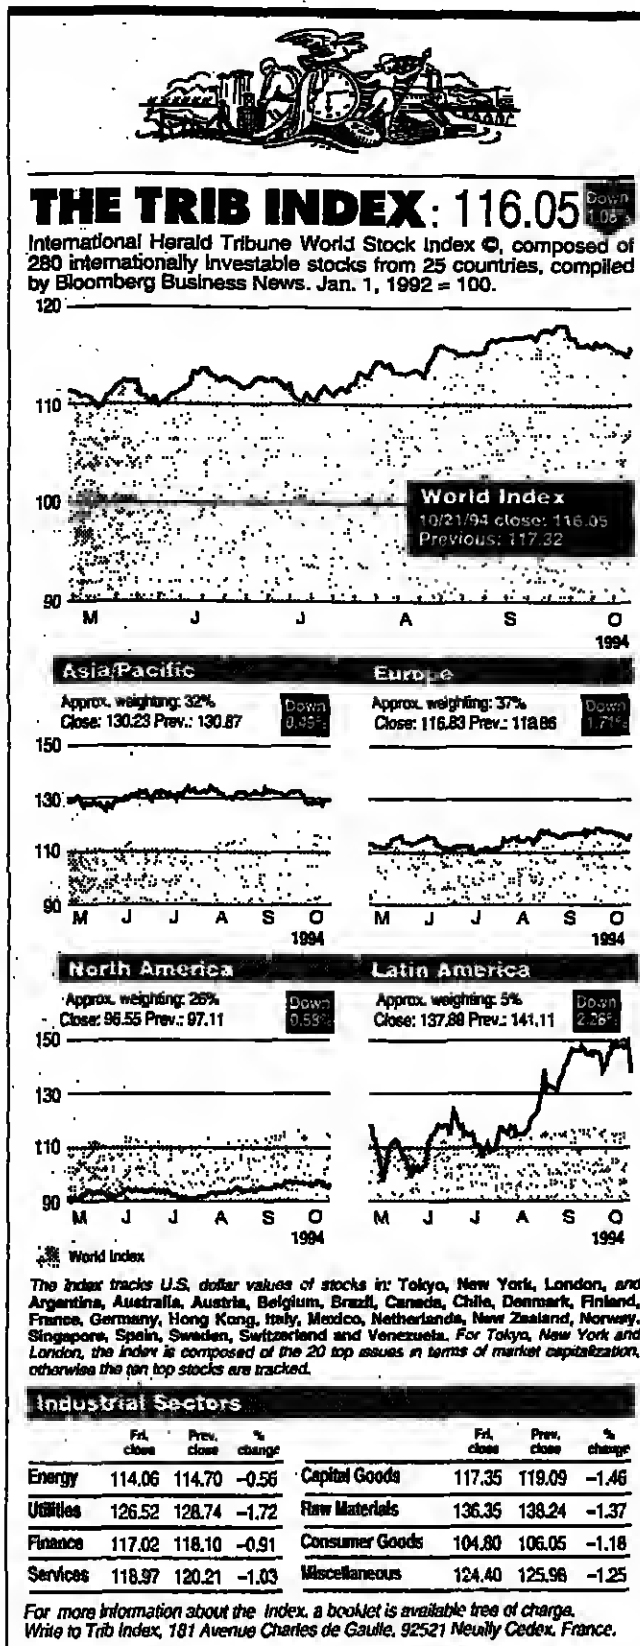 THE TRIB INDEX: 116.05 Down 1.08%
International Herald Tribune World Stock Index ©, composed of
280 internationally investable stocks from 25 countries, compiled
by Bloomberg Business News. Jan. 1, 1992 = 100.
120
110
100
90
World Index
10/21/94 close: 116.05
Previous: 117.32
M J J A S O
1994
Asia/Pacific
Approx. weighting: 32%
Close: 130.23 Prev.: 130.87
Down
0.49%
150
130
110
90
M J J A S O
1994
Europe
Approx. weighting: 37%
Close: 116.83 Prev.: 118.86
Down
1.71%
M J J A S O
1994
North America
Approx. weighting: 26%
Close: 96.55 Prev.: 97.11
Down
0.58%
150
130
110
90
M J J A S O
1994
Latin America
Approx. weighting: 5%
Close: 137.88 Prev.: 141.11
Down
2.28%
M J J A S O
1994
World Index
The index tracks U.S. dollar values of stocks in: Tokyo, New York, London, and
Argentina, Australia, Austria, Belgium, Brazil, Canada, Chile, Denmark, Finland,
France, Germany, Hong Kong, Italy, Mexico, Netherlands, New Zealand, Norway,
Singapore, Spain, Sweden, Switzerland and Venezuela. For Tokyo, New York and
London, the index is composed of the 20 top issues in terms of market capitalization,
otherwise the ten top stocks are tracked.
Industrial Sectors
Fri. close Prev. close % change
Energy 114.06 114.70 –0.56
Utilities 126.52 128.74 –1.72
Finance 117.02 118.10 –0.91
Services 118.97 120.21 –1.03
Fri. close Prev. close % change
Capital Goods 117.35 119.09 –1.46
Raw Materials 136.35 138.24 –1.37
Consumer Goods 104.80 106.05 –1.18
Miscellaneous 124.40 125.98 –1.25
For more information about the Index, a booklet is available free of charge.
Write to Trib Index, 181 Avenue Charles de Gaulle, 92521 Neuilly Cedex, France.